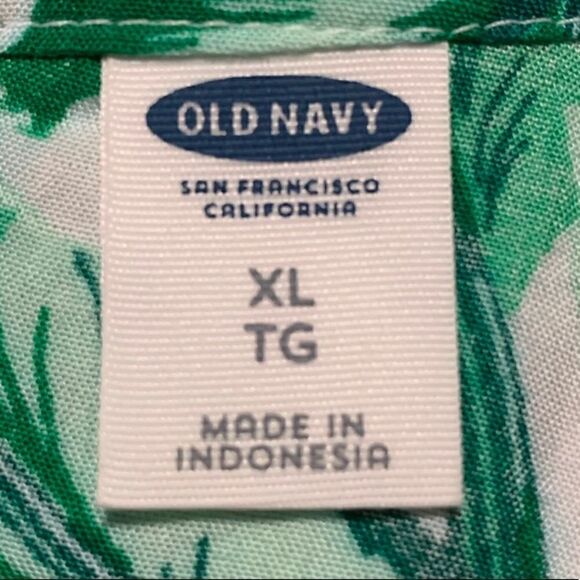 OLD NAVY
SAN FRANCISCO
CALIFORNIA
XL
TG
MADE IN
INDONESIA